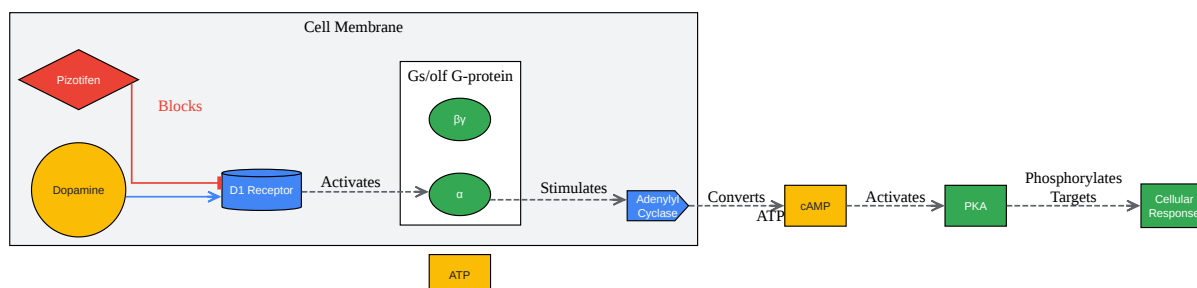 Cell Membrane
Pizotifen
Blocks
Dopamine
D1 Receptor
Activates
Gs/olf G-protein
βγ
α
Stimulates
Adenylyl
Cyclase
Converts
ATP
cAMP
Activates
PKA
Phosphorylates
Targets
Cellular
Response
ATP